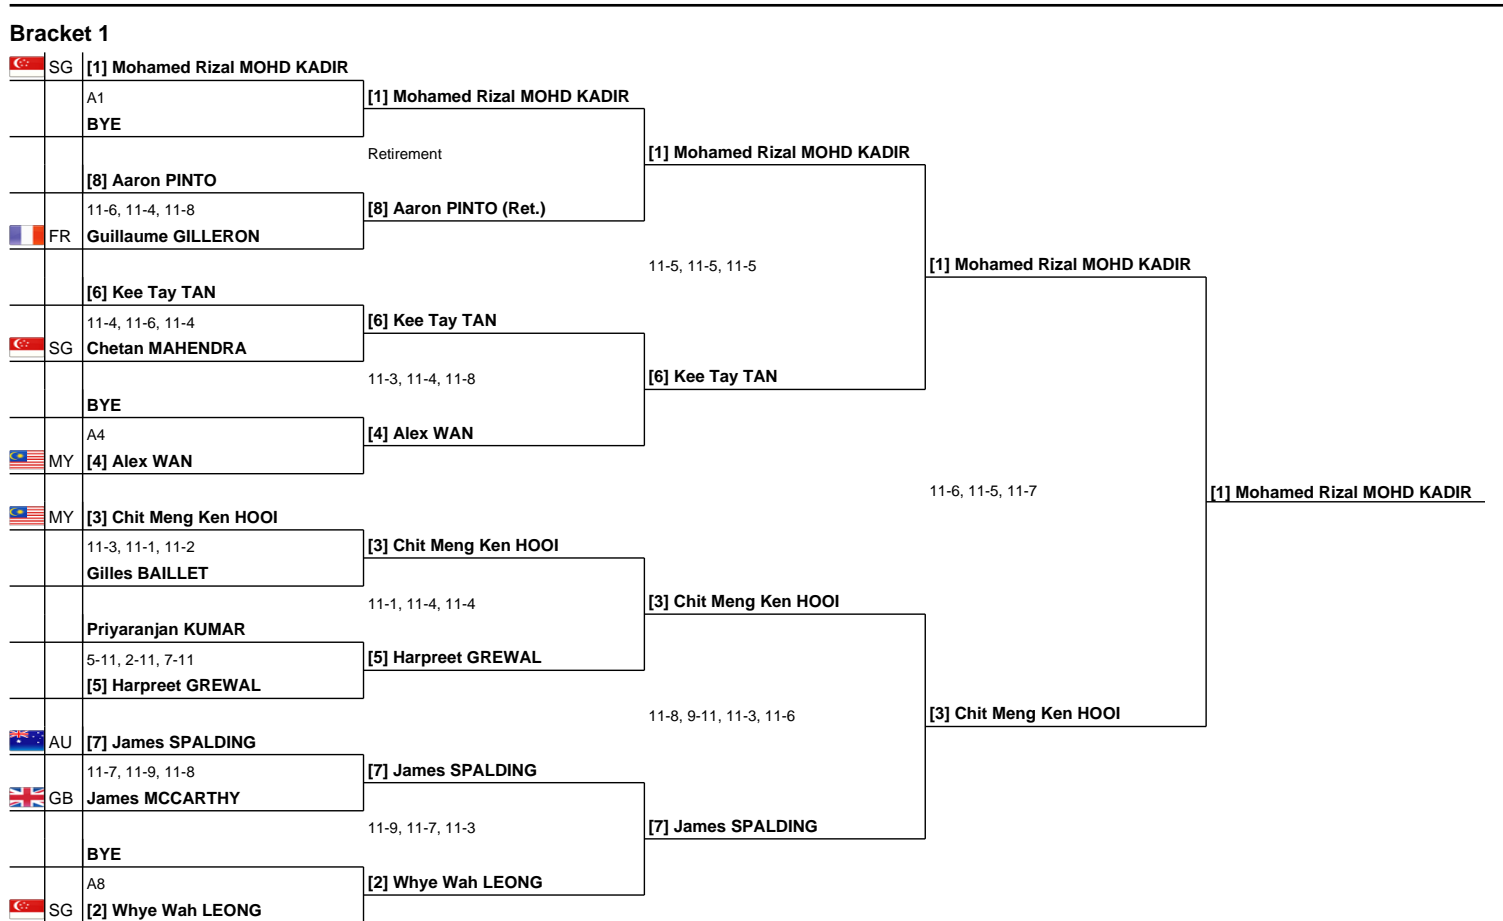 Bracket 1
SG [1] Mohamed Rizal MOHD KADIR
A1 [1] Mohamed Rizal MOHD KADIR
BYE
Retirement [1] Mohamed Rizal MOHD KADIR
[8] Aaron PINTO
11-6, 11-4, 11-8 [8] Aaron PINTO (Ret.)
FR Guillaume GILLERON
11-5, 11-5, 11-5 [1] Mohamed Rizal MOHD KADIR
[6] Kee Tay TAN
11-4, 11-6, 11-4 [6] Kee Tay TAN
SG Chetan MAHENDRA
11-3, 11-4, 11-8 [6] Kee Tay TAN
BYE
A4 [4] Alex WAN
MY [4] Alex WAN
11-6, 11-5, 11-7 [1] Mohamed Rizal MOHD KADIR
MY [3] Chit Meng Ken HOOI
11-3, 11-1, 11-2 [3] Chit Meng Ken HOOI
Gilles BAILLET
11-1, 11-4, 11-4 [3] Chit Meng Ken HOOI
Priyaranjan KUMAR
5-11, 2-11, 7-11 [5] Harpreet GREWAL
[5] Harpreet GREWAL
11-8, 9-11, 11-3, 11-6 [3] Chit Meng Ken HOOI
AU [7] James SPALDING
11-7, 11-9, 11-8 [7] James SPALDING
GB James MCCARTHY
11-9, 11-7, 11-3 [7] James SPALDING
BYE
A8 [2] Whye Wah LEONG
SG [2] Whye Wah LEONG